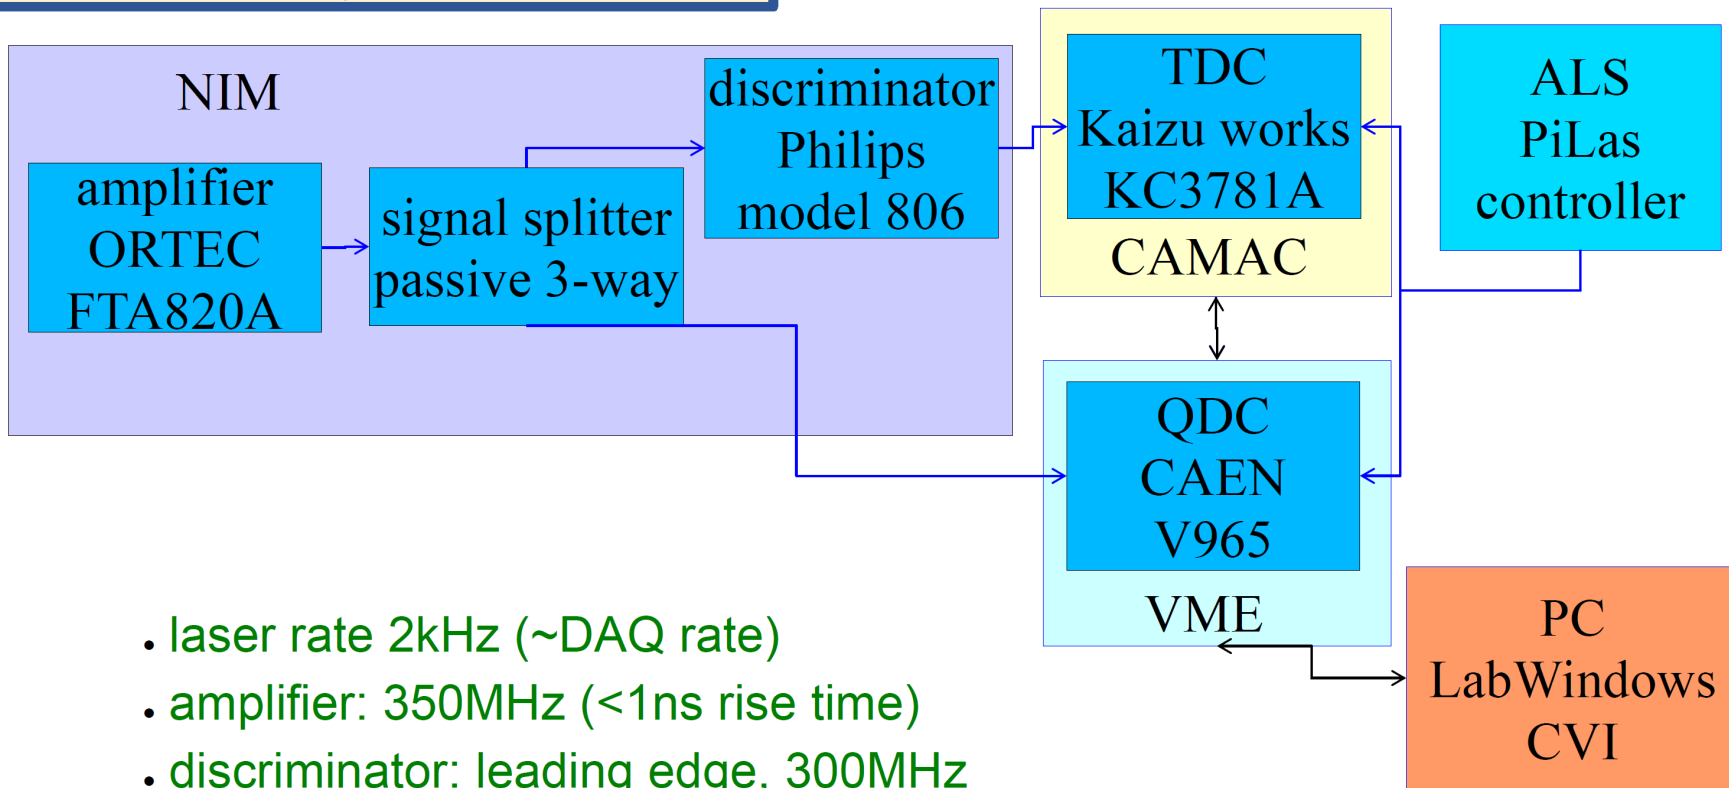 NIM
amplifier
ORTEC
FTA820A
signal splitter
passive 3-way
discriminator
Philips
model 806
TDC
Kaizu works
KC3781A
CAMAC
ALS
PiLas
controller
QDC
CAEN
V965
VME
PC
LabWindows
CVI
• laser rate 2kHz (~DAQ rate)
• amplifier: 350MHz (<1ns rise time)
• discriminator: leading edge, 300MHz